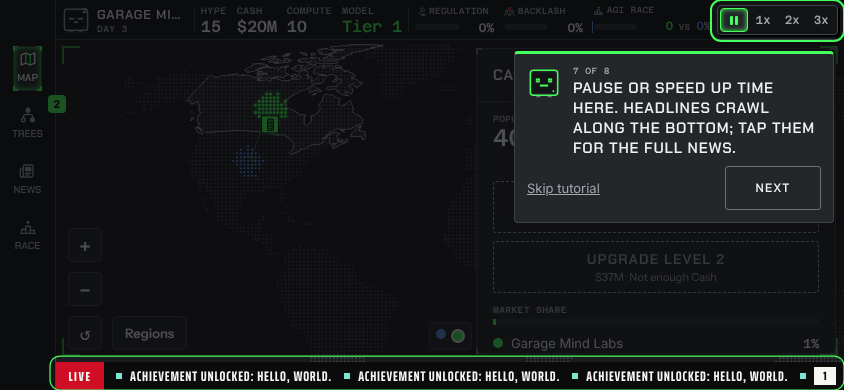 GARAGE MI...
DAY 3
HYPE
15
CASH
$20M
COMPUTE
10
MODEL
Tier 1
REGULATION
0%
BACKLASH
0%
AGI RACE
0 vs 0%
1x
2x
3x
MAP
2
TREES
NEWS
RACE
7 OF 8
PAUSE OR SPEED UP TIME
HERE. HEADLINES CRAWL
ALONG THE BOTTOM; TAP THEM
FOR THE FULL NEWS.
Skip tutorial
NEXT
UPGRADE LEVEL 2
$37M · Not enough Cash
MARKET SHARE
Garage Mind Labs
1%
+
−
↺
Regions
LIVE
ACHIEVEMENT UNLOCKED: HELLO, WORLD. ACHIEVEMENT UNLOCKED: HELLO, WORLD. ACHIEVEMENT UNLOCKED: HELLO, WORLD.
1